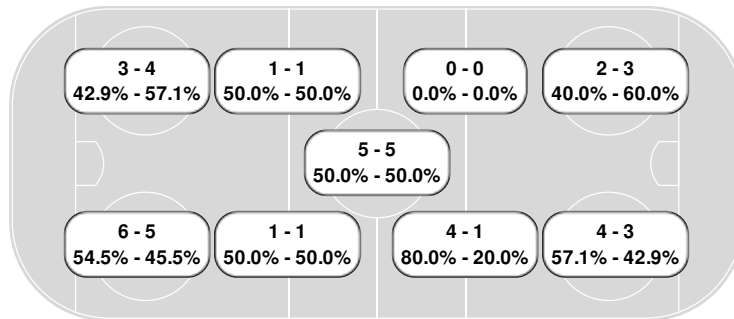 3 - 4
42.9% - 57.1%
1 - 1
50.0% - 50.0%
0 - 0
0.0% - 0.0%
2 - 3
40.0% - 60.0%
5 - 5
50.0% - 50.0%
6 - 5
54.5% - 45.5%
1 - 1
50.0% - 50.0%
4 - 1
80.0% - 20.0%
4 - 3
57.1% - 42.9%